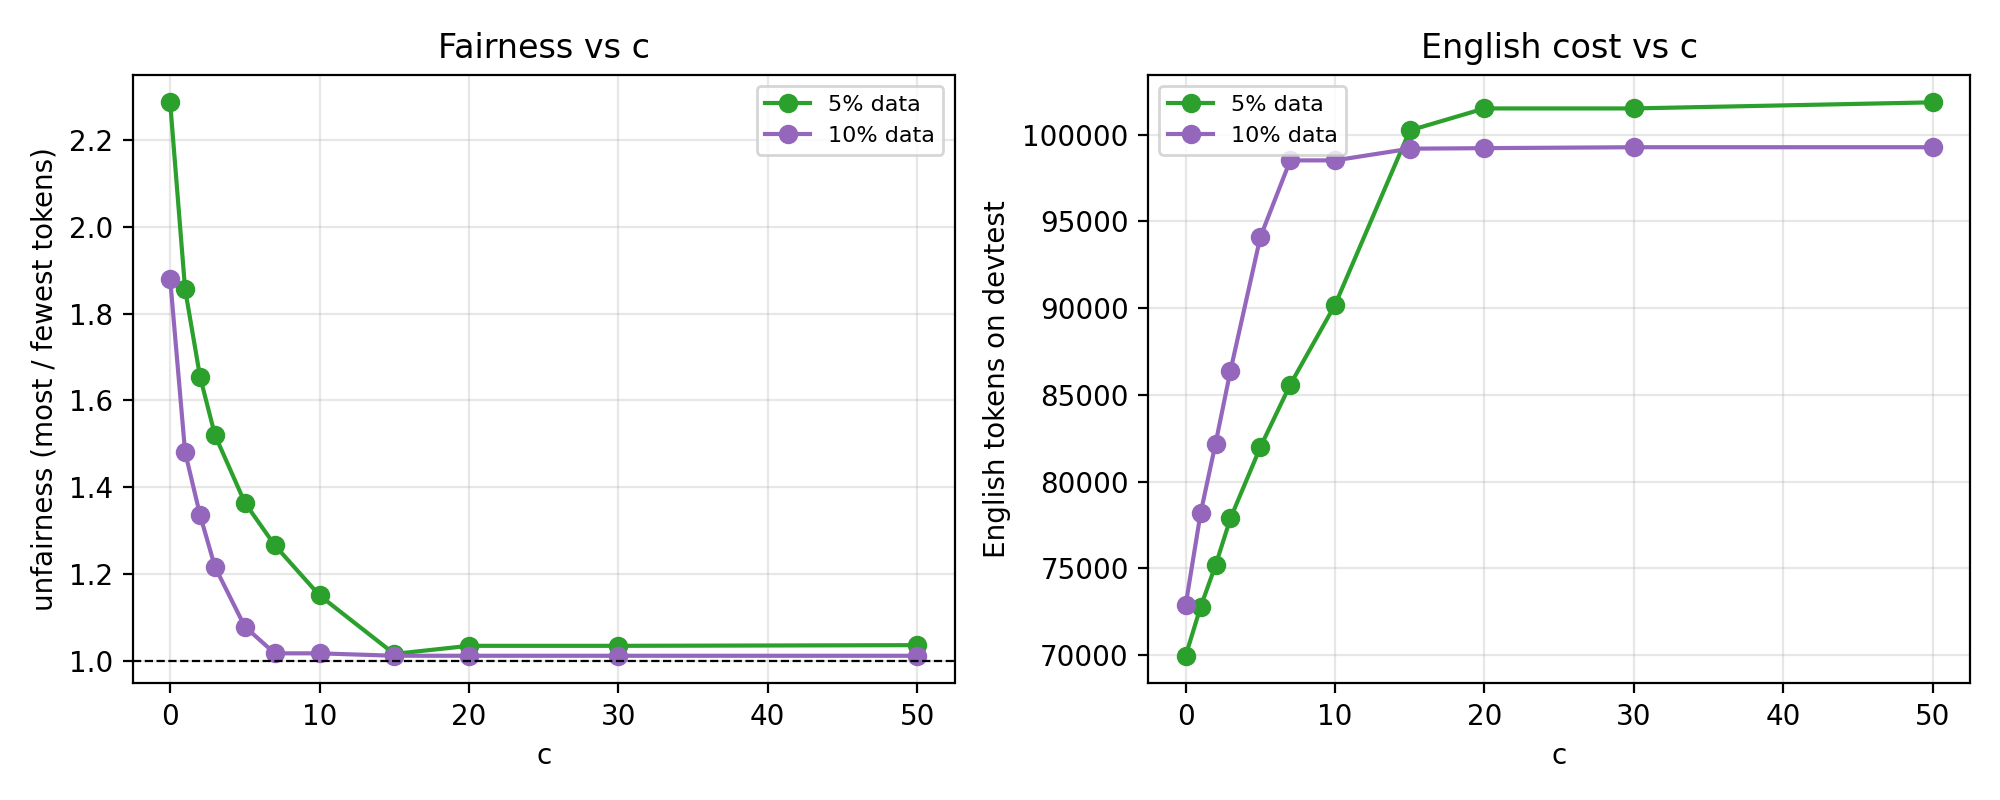 Fairness vs c
5% data
10% data
unfairness (most / fewest tokens)
2.2
2.0
1.8
1.6
1.4
1.2
1.0
0 10 20 30 40 50
c
English cost vs c
5% data
10% data
English tokens on devtest
100000
95000
90000
85000
80000
75000
70000
0 10 20 30 40 50
c